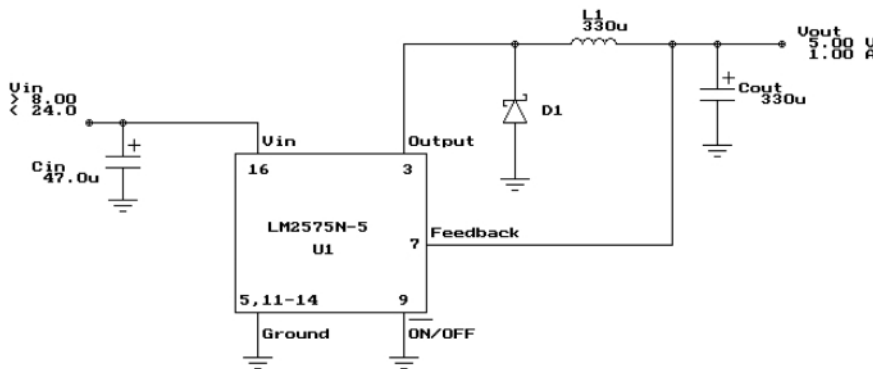 L1
330u
Vout
5.00 V
1.00 A
Vin
> 8.00
< 24.0
+
Cout
330u
D1
+
Cin
47.0u
Vin
Output
16
3
LM2575N-5
U1
7
Feedback
5,11-14
9
Ground
ON/OFF